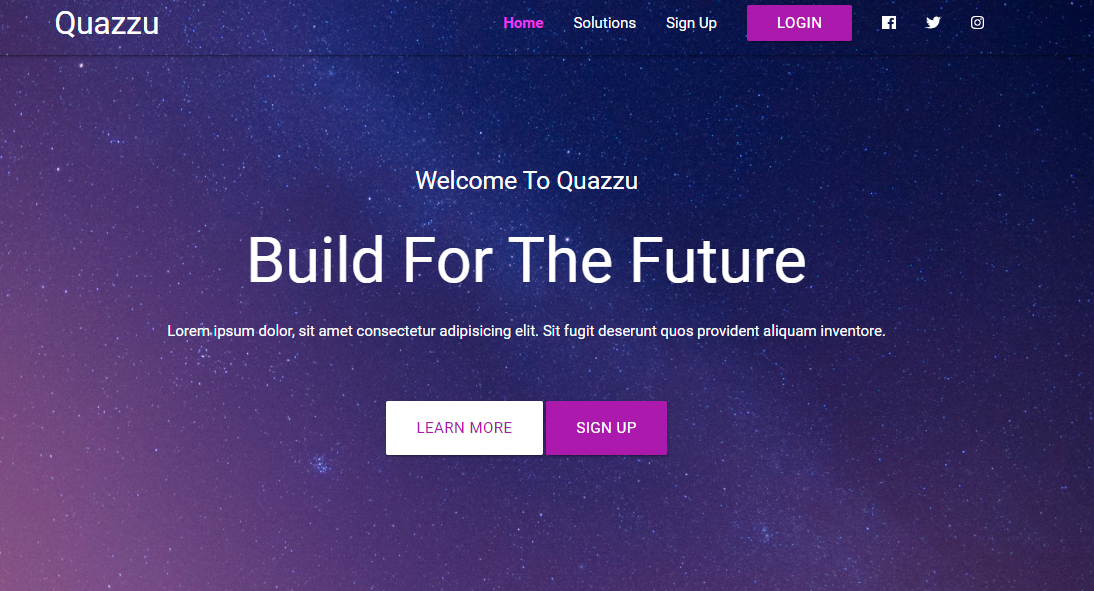 Quazzu
Home Solutions Sign Up LOGIN
Welcome To Quazzu
Build For The Future
Lorem ipsum dolor, sit amet consectetur adipisicing elit. Sit fugit deserunt quos provident aliquam inventore.
LEARN MORE SIGN UP